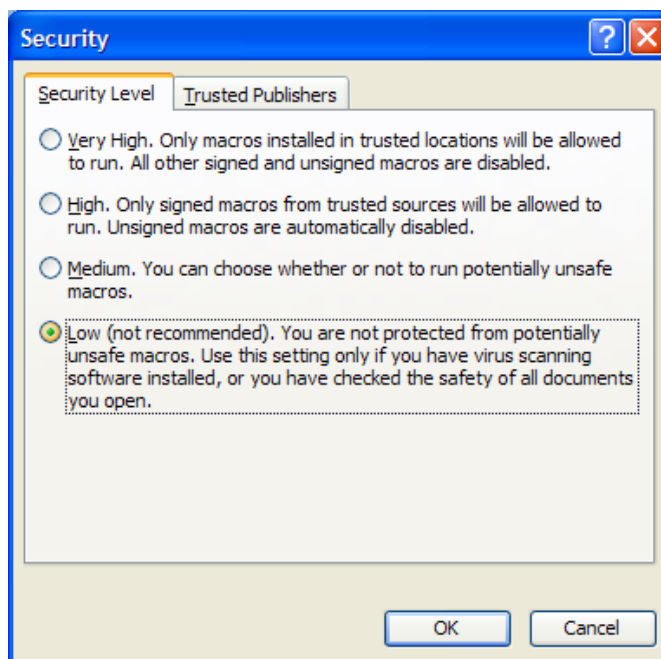 Security
Security Level
Trusted Publishers
Very High. Only macros installed in trusted locations will be allowed
to run. All other signed and unsigned macros are disabled.
High. Only signed macros from trusted sources will be allowed to
run. Unsigned macros are automatically disabled.
Medium. You can choose whether or not to run potentially unsafe
macros.
Low (not recommended). You are not protected from potentially
unsafe macros. Use this setting only if you have virus scanning
software installed, or you have checked the safety of all documents
you open.
OK
Cancel